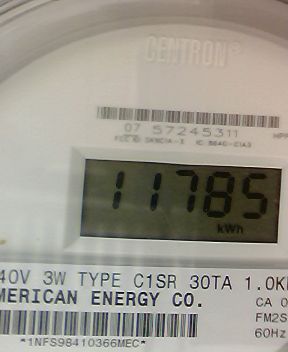 CENTRON®
07 57245311
11785
kWh
40V 3W TYPE C1SR 30TA 1.0K
MERICAN ENERGY CO.
CA 0
FM2S
60Hz
*1NFS98410366MEC*